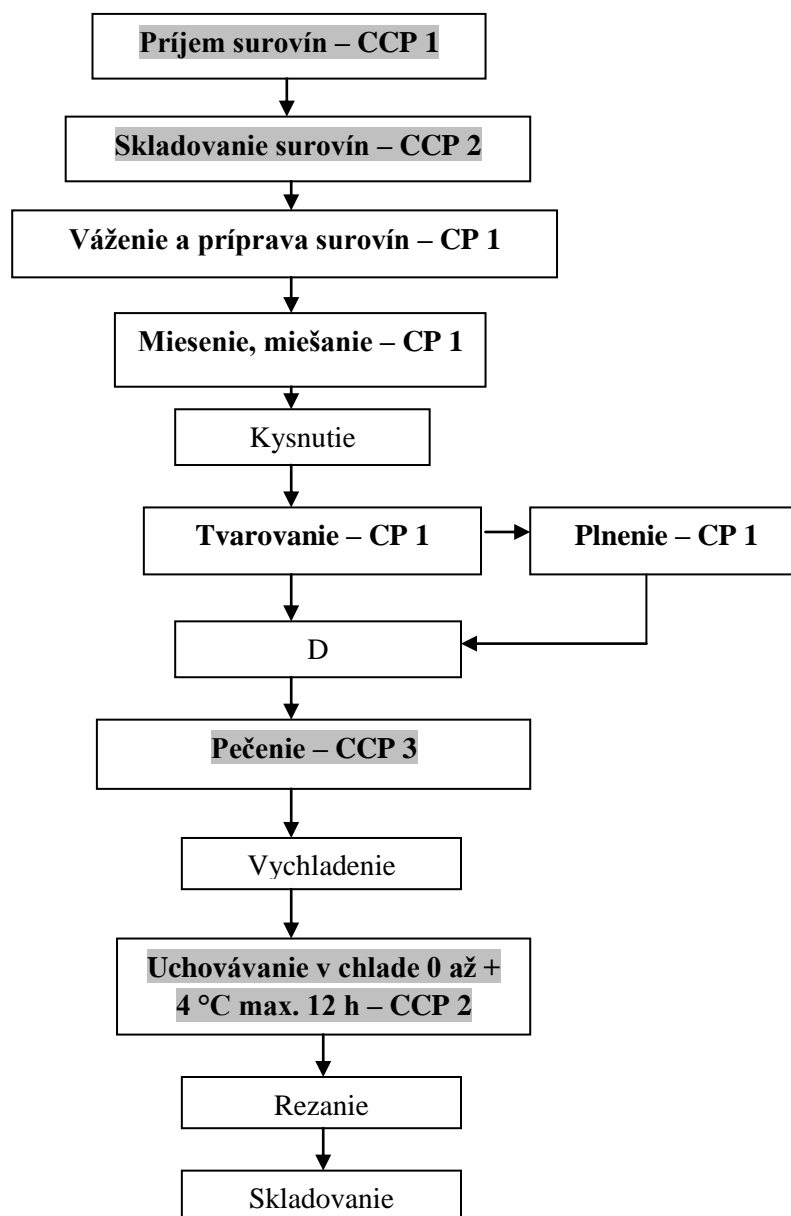 Príjem surovín – CCP 1
Skladovanie surovín – CCP 2
Váženie a príprava surovín – CP 1
Miesenie, miešanie – CP 1
Kysnutie
Tvarovanie – CP 1
Plnenie – CP 1
D
Pečenie – CCP 3
Vychladenie
Uchovávanie v chlade 0 až +
4 °C max. 12 h – CCP 2
Rezanie
Skladovanie